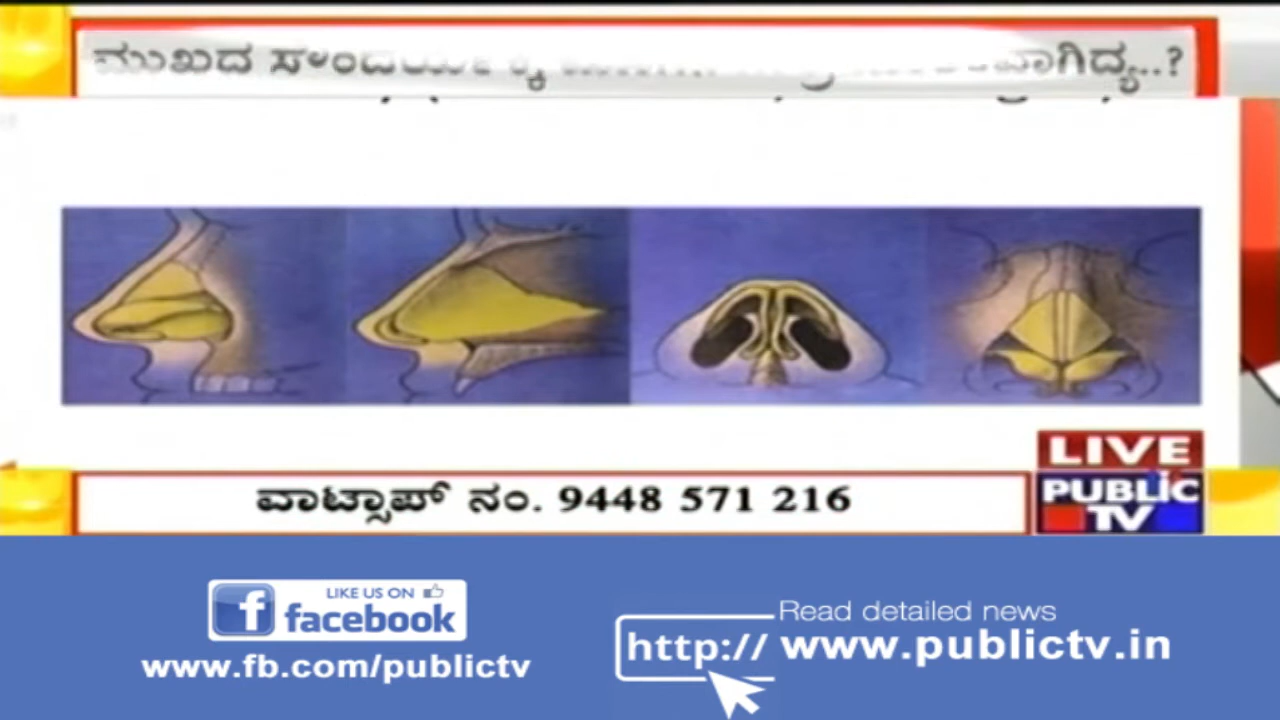 ಮುಖದ ವಾಗಿದ್ಯ..?
LIVE
PUBLiC
TV
ವಾಟ್ಸಾಪ್ ನಂ. 9448 571 216
LIKE US ON
f facebook
www.fb.com/publictv
Read detailed news
http:// www.publictv.in